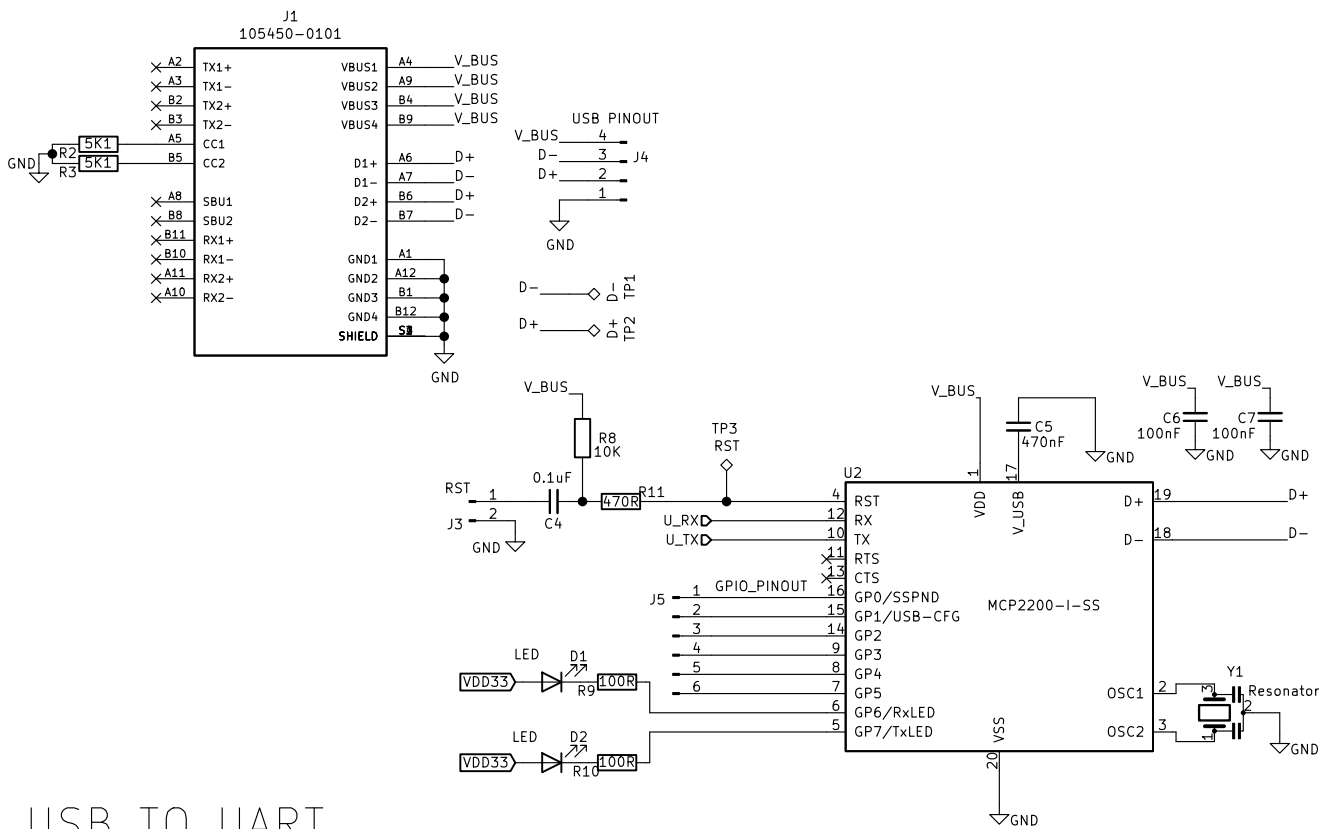 J1
105450-0101
A2 TX1+ VBUS1 A4 V_BUS
A3 TX1- VBUS2 A9 V_BUS
B2 TX2+ VBUS3 B4 V_BUS
B3 TX2- VBUS4 B9 V_BUS
5K1 A5 CC1
R2
GND 5K1 B5 CC2 D1+ A6 D+
R3
D1- A7 D-
A8 SBU1 D2+ B6 D+
B8 SBU2 D2- B7 D-
B11 RX1+
B10 RX1- GND1 A1
A11 RX2+ GND2 A12
A10 RX2- GND3 B1
GND4 B12
SHIELD
GND
USB PINOUT
V_BUS 4
D- 3 J4
D+ 2
1
GND
D- D- TP1
D+ D+ TP2
V_BUS
R8
10K
TP3
RST
RST 1 0.1uF 470R R11
J3 2 C4
GND
V_BUS
C5
470nF
GND
V_BUS V_BUS
C6 C7
100nF 100nF
GND GND
U2
1 17
VDD V_USB
4 RST D+ 19 D+
U_RX 12 RX
U_TX 10 TX D- 18 D-
11 RTS
13 CTS
GPIO_PINOUT
J5 1 16 GP0/SSPND
MCP2200-I-SS
2 15 GP1/USB-CFG
3 14 GP2
4 9 GP3
5 8 GP4
6 7 GP5
6 GP6/RxLED
5 GP7/TxLED
LED D1
VDD33 R9 100R
LED D2
VDD33 R10 100R
OSC1 2
OSC2 3
Y1
3 Resonator
2
1
GND
VSS
20
GND
USB TO UART